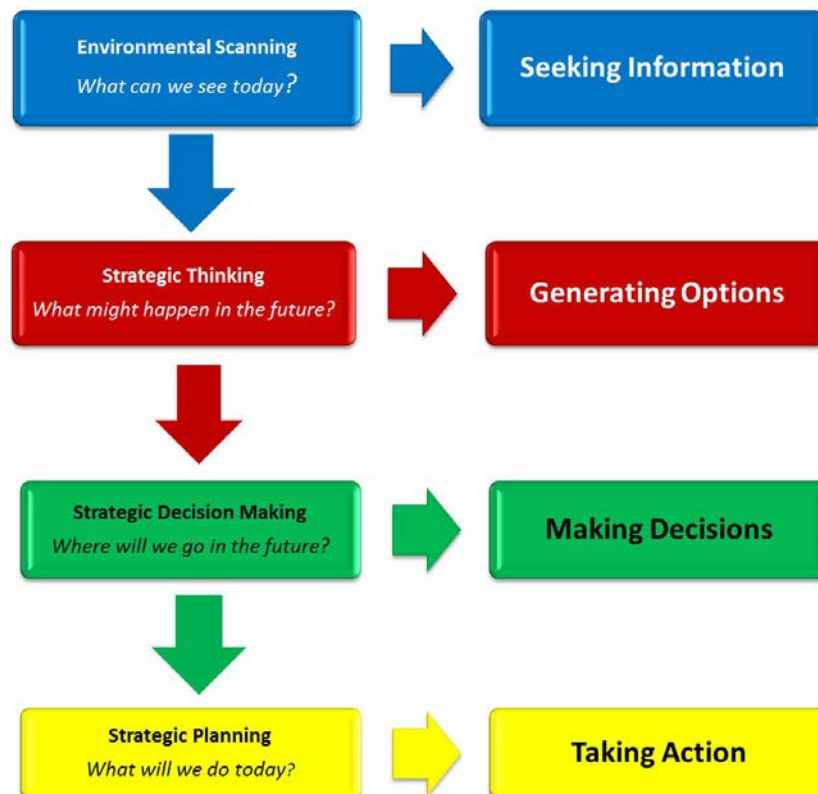 Environmental Scanning
What can we see today?
Seeking Information
Strategic Thinking
What might happen in the future?
Generating Options
Strategic Decision Making
Where will we go in the future?
Making Decisions
Strategic Planning
What will we do today?
Taking Action